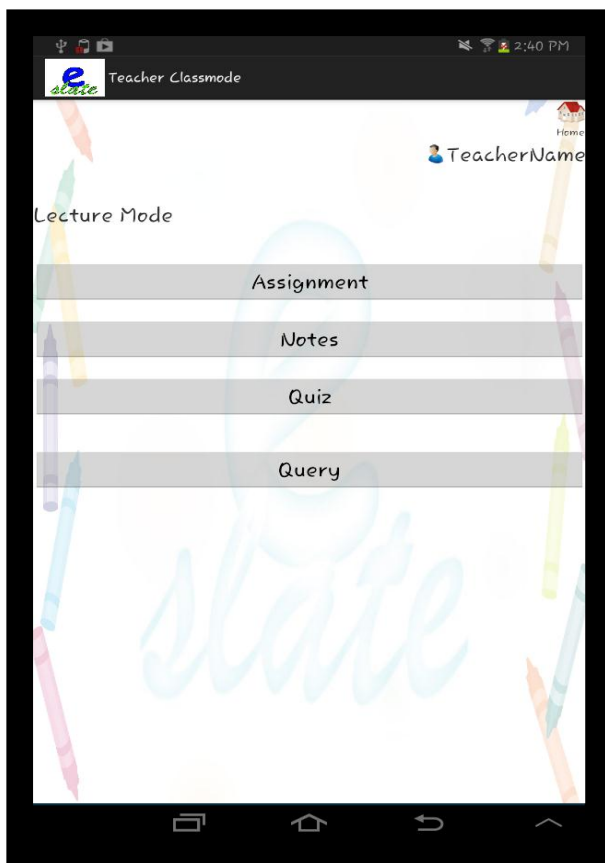 2:40 PM
e slate
Teacher Classmode
Home
TeacherName
Lecture Mode
Assignment
Notes
Quiz
Query
e
slate